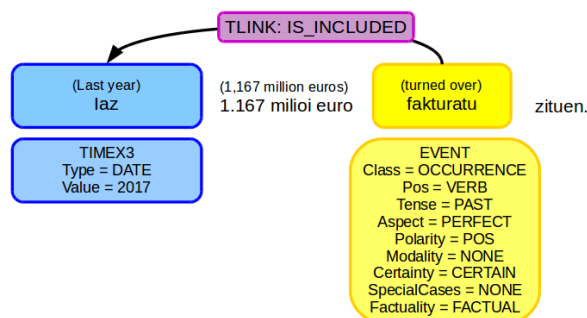 TLINK: IS_INCLUDED
(Last year)
Iaz
(1,167 million euros)
1.167 milioi euro
(turned over)
fakturatu
zituen.
TIMEX3
Type = DATE
Value = 2017
EVENT
Class = OCCURRENCE
Pos = VERB
Tense = PAST
Aspect = PERFECT
Polarity = POS
Modality = NONE
Certainty = CERTAIN
SpecialCases = NONE
Factuality = FACTUAL